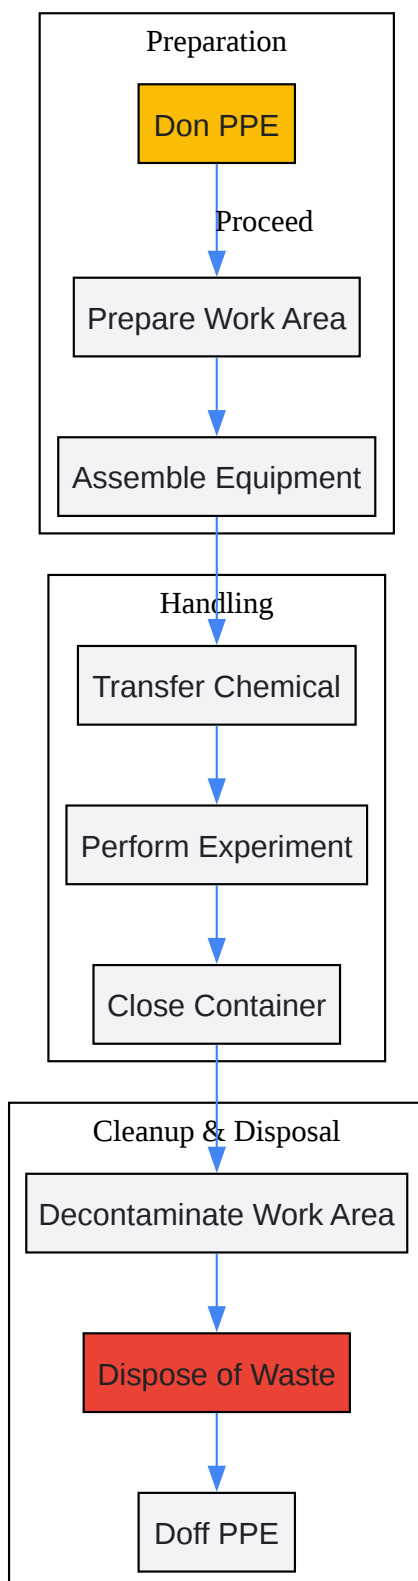 Preparation
Don PPE
Proceed
Prepare Work Area
Assemble Equipment
Handling
Transfer Chemical
Perform Experiment
Close Container
Cleanup & Disposal
Decontaminate Work Area
Dispose of Waste
Doff PPE